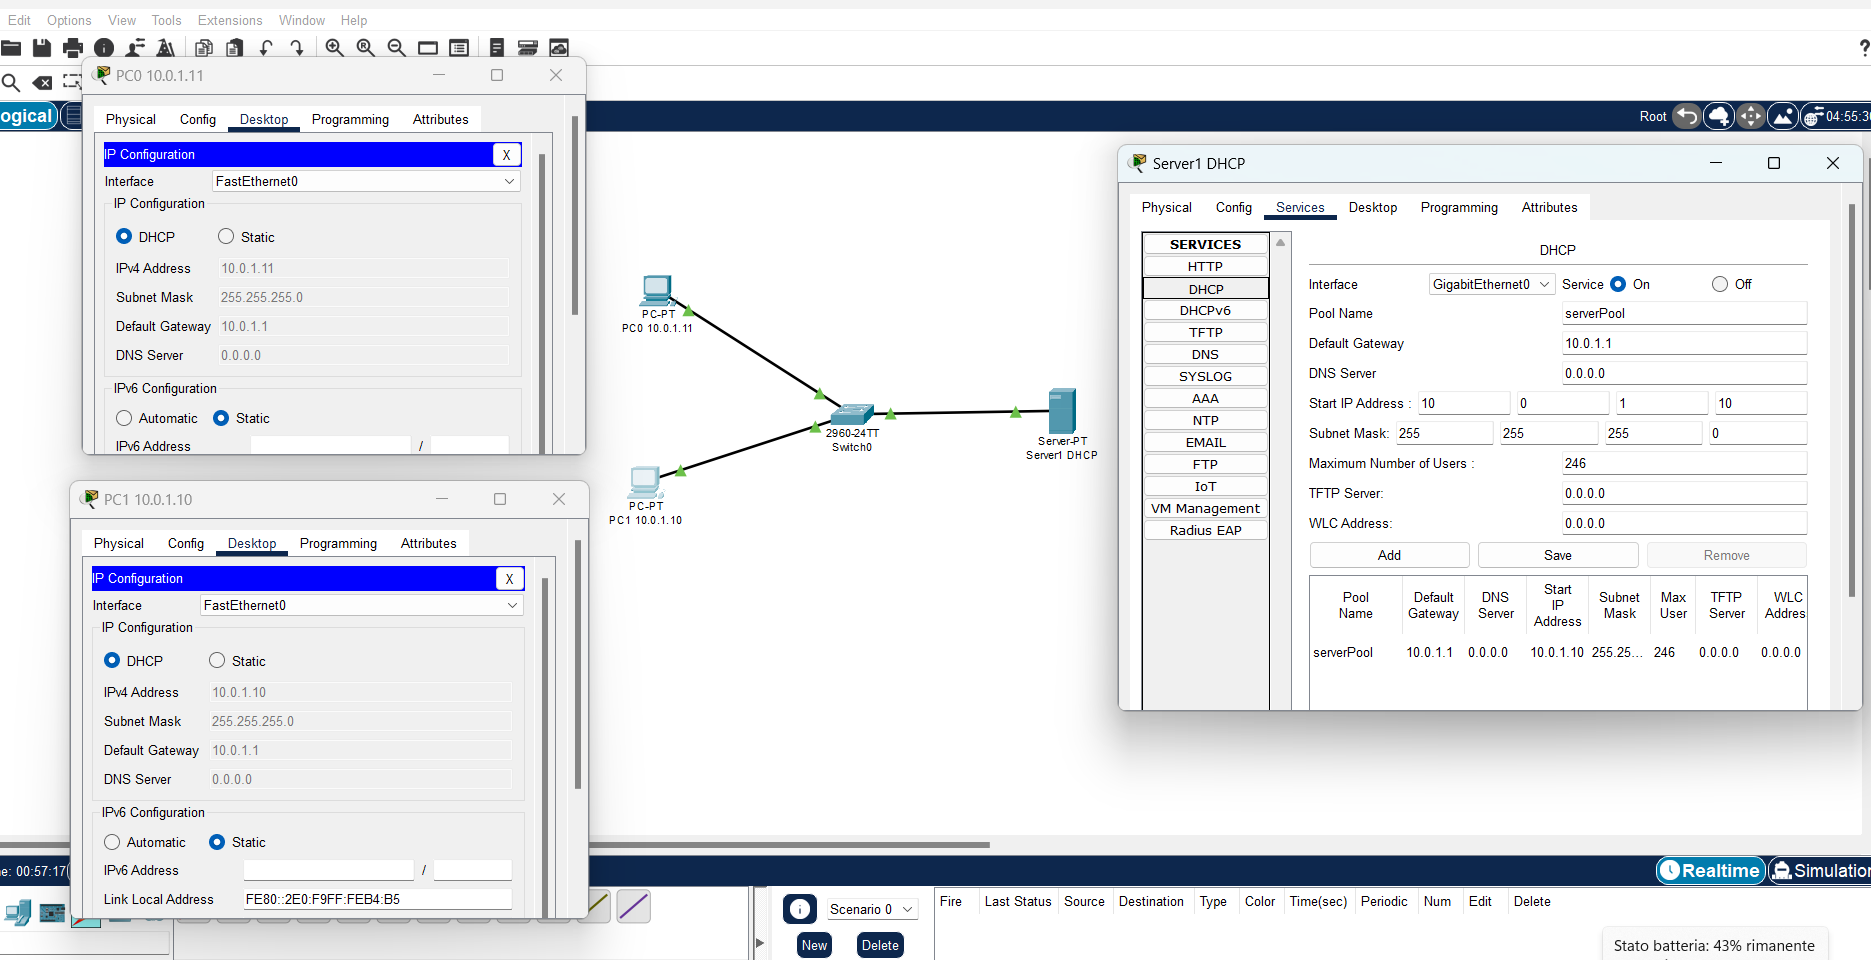 Edit Options View Tools Extensions Window Help
ogical
Root
04:55:3
PC0 10.0.1.11
Physical Config Desktop Programming Attributes
IP Configuration X
Interface FastEthernet0
IP Configuration
DHCP Static
IPv4 Address 10.0.1.11
Subnet Mask 255.255.255.0
Default Gateway 10.0.1.1
DNS Server 0.0.0.0
IPv6 Configuration
Automatic Static
IPv6 Address /
PC1 10.0.1.10
Physical Config Desktop Programming Attributes
IP Configuration X
Interface FastEthernet0
IP Configuration
DHCP Static
IPv4 Address 10.0.1.10
Subnet Mask 255.255.255.0
Default Gateway 10.0.1.1
DNS Server 0.0.0.0
IPv6 Configuration
Automatic Static
IPv6 Address /
Link Local Address FE80::2E0:F9FF:FEB4:B5
PC-PT
PC0 10.0.1.11
2960-24TT
Switch0
Server-PT
Server1 DHCP
PC-PT
PC1 10.0.1.10
Server1 DHCP
Physical Config Services Desktop Programming Attributes
SERVICES
HTTP
DHCP
DHCPv6
TFTP
DNS
SYSLOG
AAA
NTP
EMAIL
FTP
IoT
VM Management
Radius EAP
DHCP
Interface GigabitEthernet0 Service On Off
Pool Name serverPool
Default Gateway 10.0.1.1
DNS Server 0.0.0.0
Start IP Address : 10 0 1 10
Subnet Mask: 255 255 255 0
Maximum Number of Users : 246
TFTP Server: 0.0.0.0
WLC Address: 0.0.0.0
Add Save Remove
Pool Name Default Gateway DNS Server Start IP Address Subnet Mask Max User TFTP Server WLC Addres
serverPool 10.0.1.1 0.0.0.0 10.0.1.10 255.25... 246 0.0.0.0 0.0.0.0
e: 00:57:17
Realtime Simulation
Scenario 0
New Delete
Fire Last Status Source Destination Type Color Time(sec) Periodic Num Edit Delete
Stato batteria: 43% rimanente